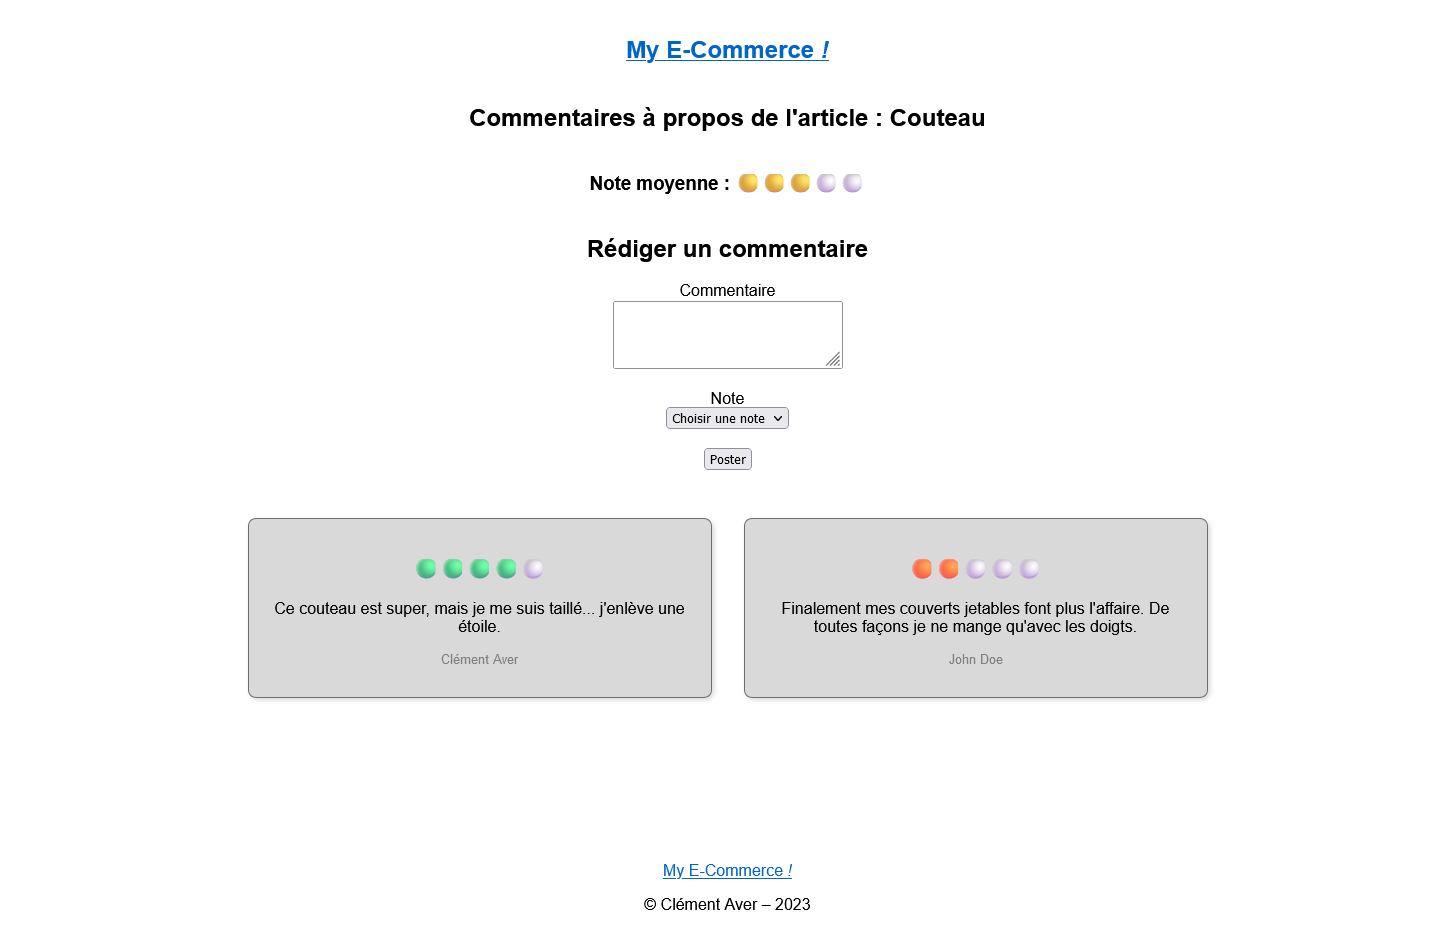 My E-Commerce !
Commentaires à propos de l'article : Couteau
Note moyenne :
Rédiger un commentaire
Commentaire
Note
Choisir une note
Poster
Ce couteau est super, mais je me suis taillé... j'enlève une
étoile.
Clément Aver
Finalement mes couverts jetables font plus l'affaire. De
toutes façons je ne mange qu'avec les doigts.
John Doe
My E-Commerce !
© Clément Aver – 2023